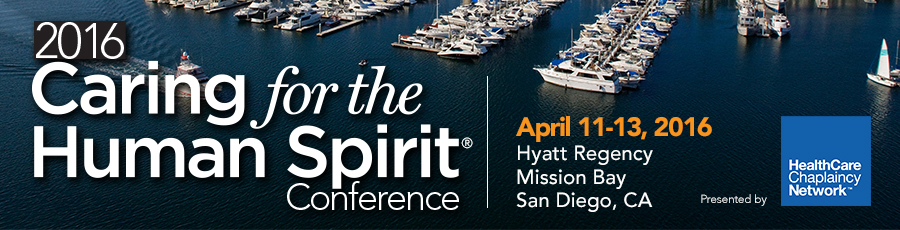 2016
Caring for the
Human Spirit®
Conference
April 11-13, 2016
Hyatt Regency
Mission Bay
San Diego, CA
Presented by
HealthCare
Chaplaincy
Network™